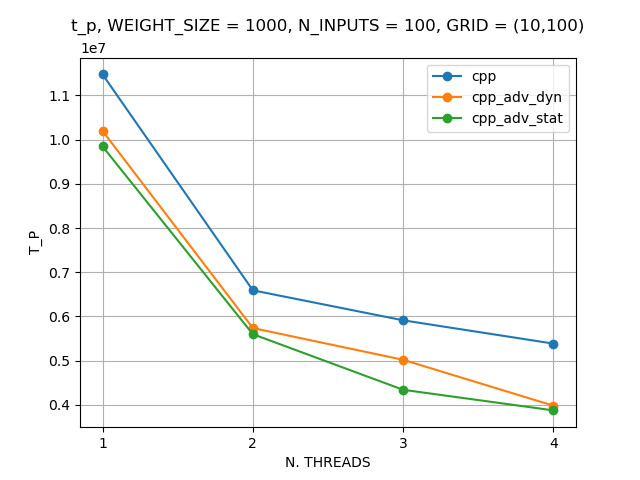 t_p, WEIGHT_SIZE = 1000, N_INPUTS = 100, GRID = (10,100)
1e7
cpp
cpp_adv_dyn
cpp_adv_stat
1.1
1.0
0.9
0.8
0.7
0.6
0.5
0.4
T_P
1
2
3
4
N. THREADS